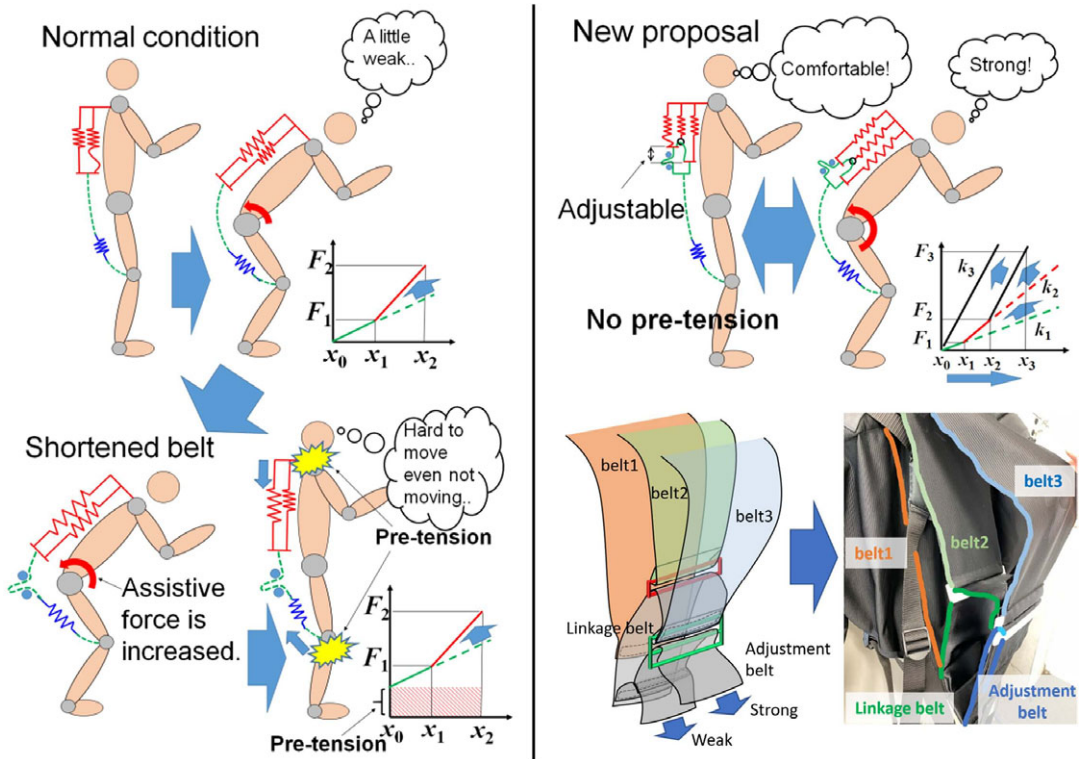 Normal condition
A little
weak..
F2
F1
x0
x1
x2
Shortened belt
Assistive
force is
increased.
Hard to
move
even not
moving..
Pre-tension
F2
F1
Pre-tension
x0
x1
x2
New proposal
Comfortable!
Strong!
Adjustable
No pre-tension
F3
F2
F1
k3
k2
k1
x0
x1
x2
x3
belt1
belt2
belt3
Linkage belt
Adjustment
belt
Strong
Weak
belt1
belt2
belt3
Linkage belt
Adjustment
belt